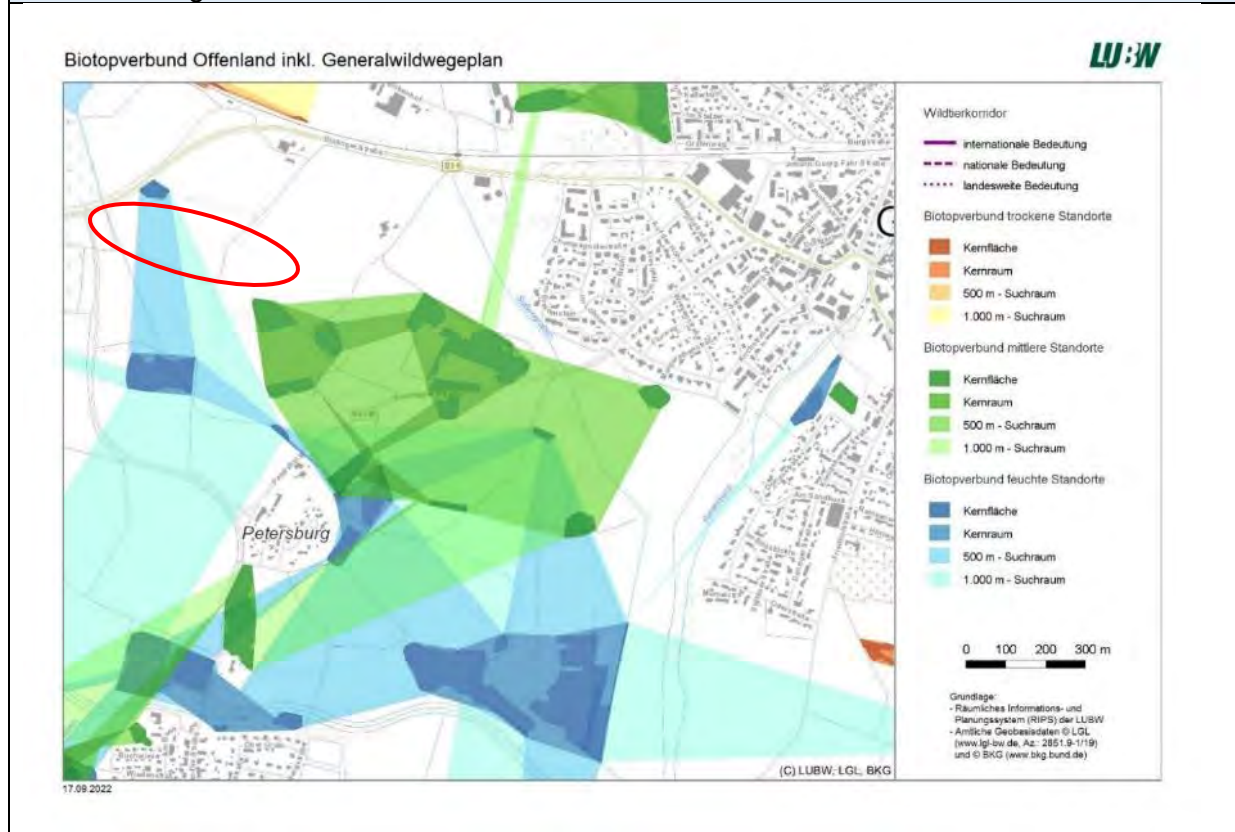 Biotopverbund Offenland inkl. Generalwildwegeplan
LUBW
Wildtierkorridor
internationale Bedeutung
nationale Bedeutung
landesweite Bedeutung
Biotopverbund trockene Standorte
Kernfläche
Kernraum
500 m - Suchraum
1.000 m - Suchraum
Biotopverbund mittlere Standorte
Kernfläche
Kernraum
500 m - Suchraum
1.000 m - Suchraum
Biotopverbund feuchte Standorte
Kernfläche
Kernraum
500 m - Suchraum
1.000 m - Suchraum
0 100 200 300 m
Grundlage:
- Räumliches Informations- und
Planungssystem (RIPS) der LUBW
- Amtliche Geobasisdaten © LGL
(www.lgl-bw.de, Az.: 2851.9-1/19)
und © BKG (www.bkg.bund.de)
Petersburg
G
(C) LUBW, LGL, BKG
17.09.2022